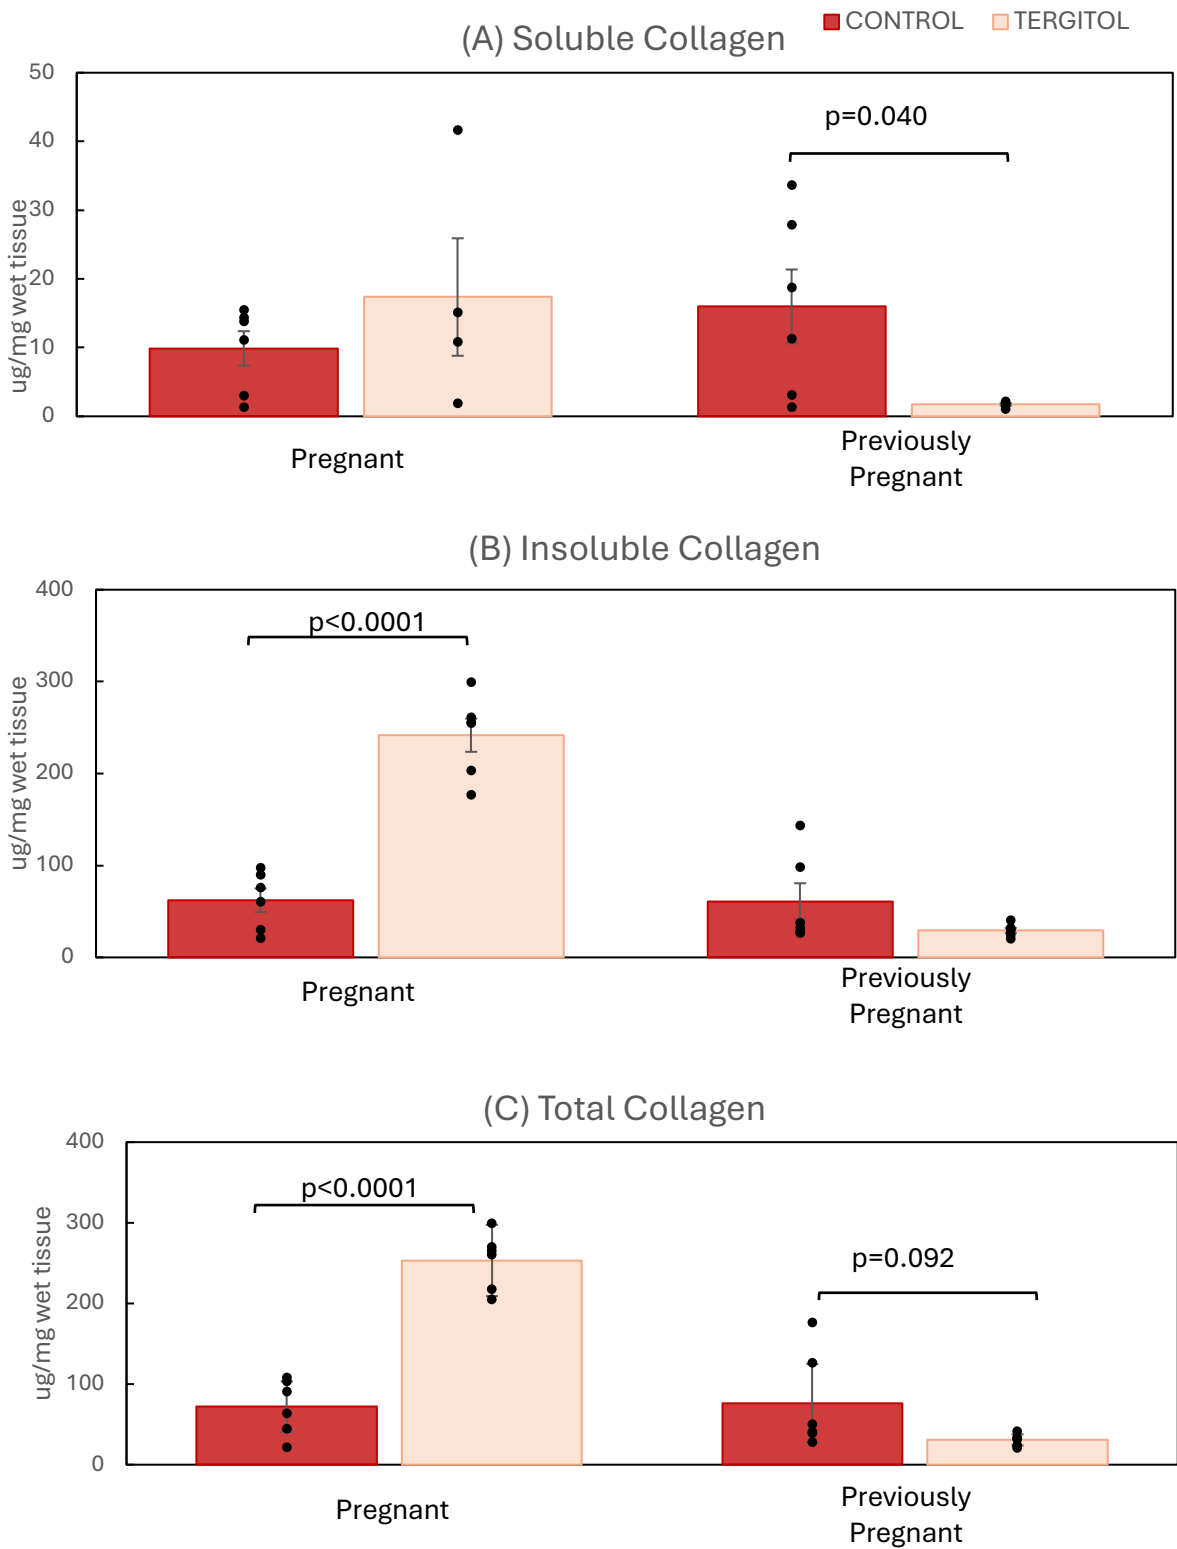 (A) Soluble Collagen
CONTROL TERGITOL
50
40
30
20
10
0
ug/mg wet tissue
p=0.040
Pregnant
Previously
Pregnant
(B) Insoluble Collagen
400
300
200
100
0
ug/mg wet tissue
p<0.0001
Pregnant
Previously
Pregnant
(C) Total Collagen
400
300
200
100
0
ug/mg wet tissue
p<0.0001
p=0.092
Pregnant
Previously
Pregnant